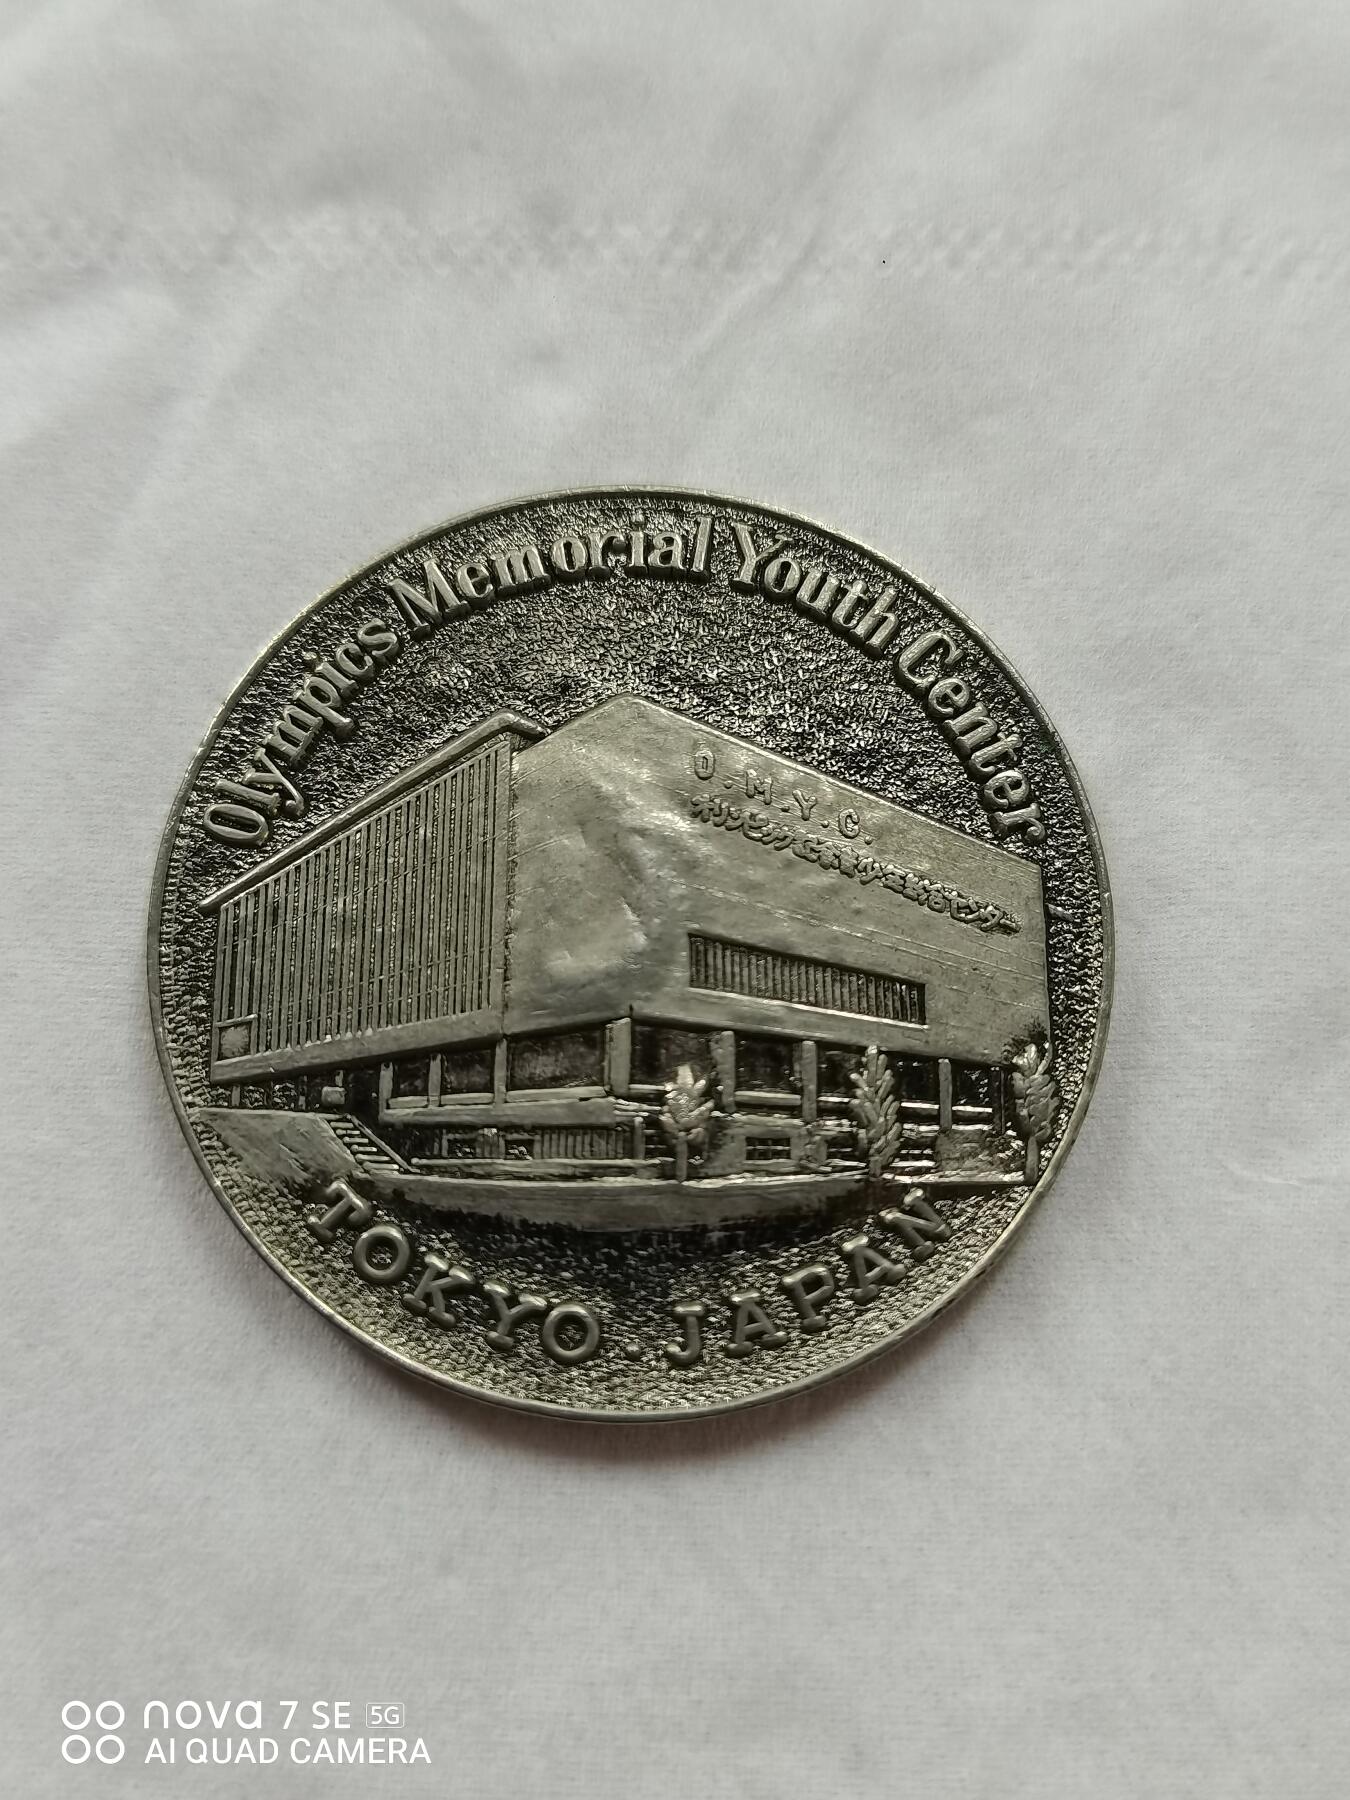 Olympics Memorial Youth Center
O.M.Y.C.
オリンピック記念青少年総合センター
TOKYO.JAPAN
nova 7 SE 5G
AI QUAD CAMERA